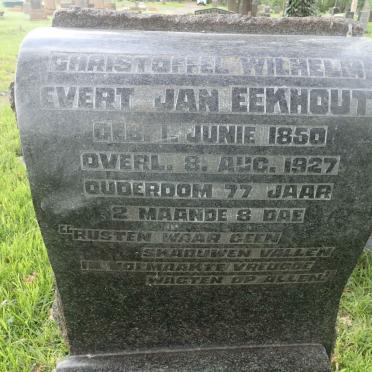 CHRISTOFFEL WILHELM
EVERT JAN EEKHOUT
GEB. 1. JUNIE 1850
OVERL. 8. AUG. 1927
OUDERDOM 77 JAAR
2 MAANDE 8 DAE
"RUSTEN WAAR GEEN
SKADUWEN VALLEN
IN VOLMAAKTE VREUGDE
WAGTEN OP ALLEN."